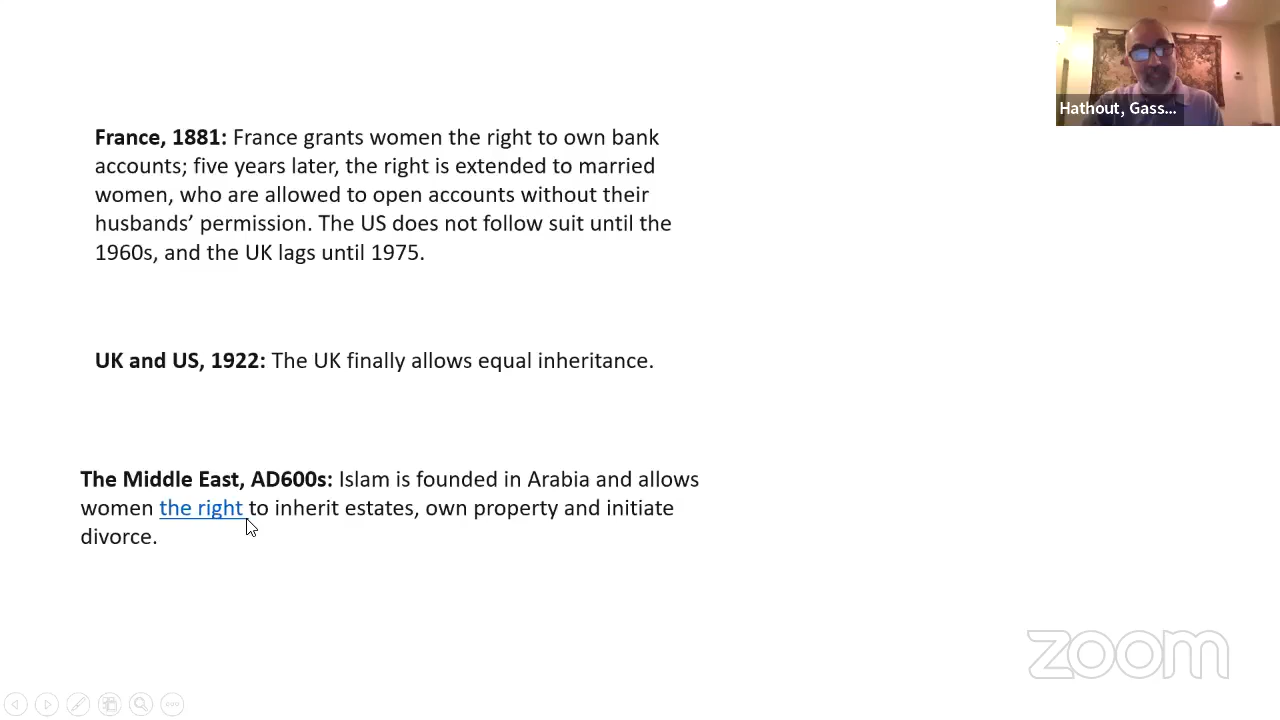 Hathout, Gass...
France, 1881: France grants women the right to own bank
accounts; five years later, the right is extended to married
women, who are allowed to open accounts without their
husbands’ permission. The US does not follow suit until the
1960s, and the UK lags until 1975.
UK and US, 1922: The UK finally allows equal inheritance.
The Middle East, AD600s: Islam is founded in Arabia and allows
women the right to inherit estates, own property and initiate
divorce.
zoom